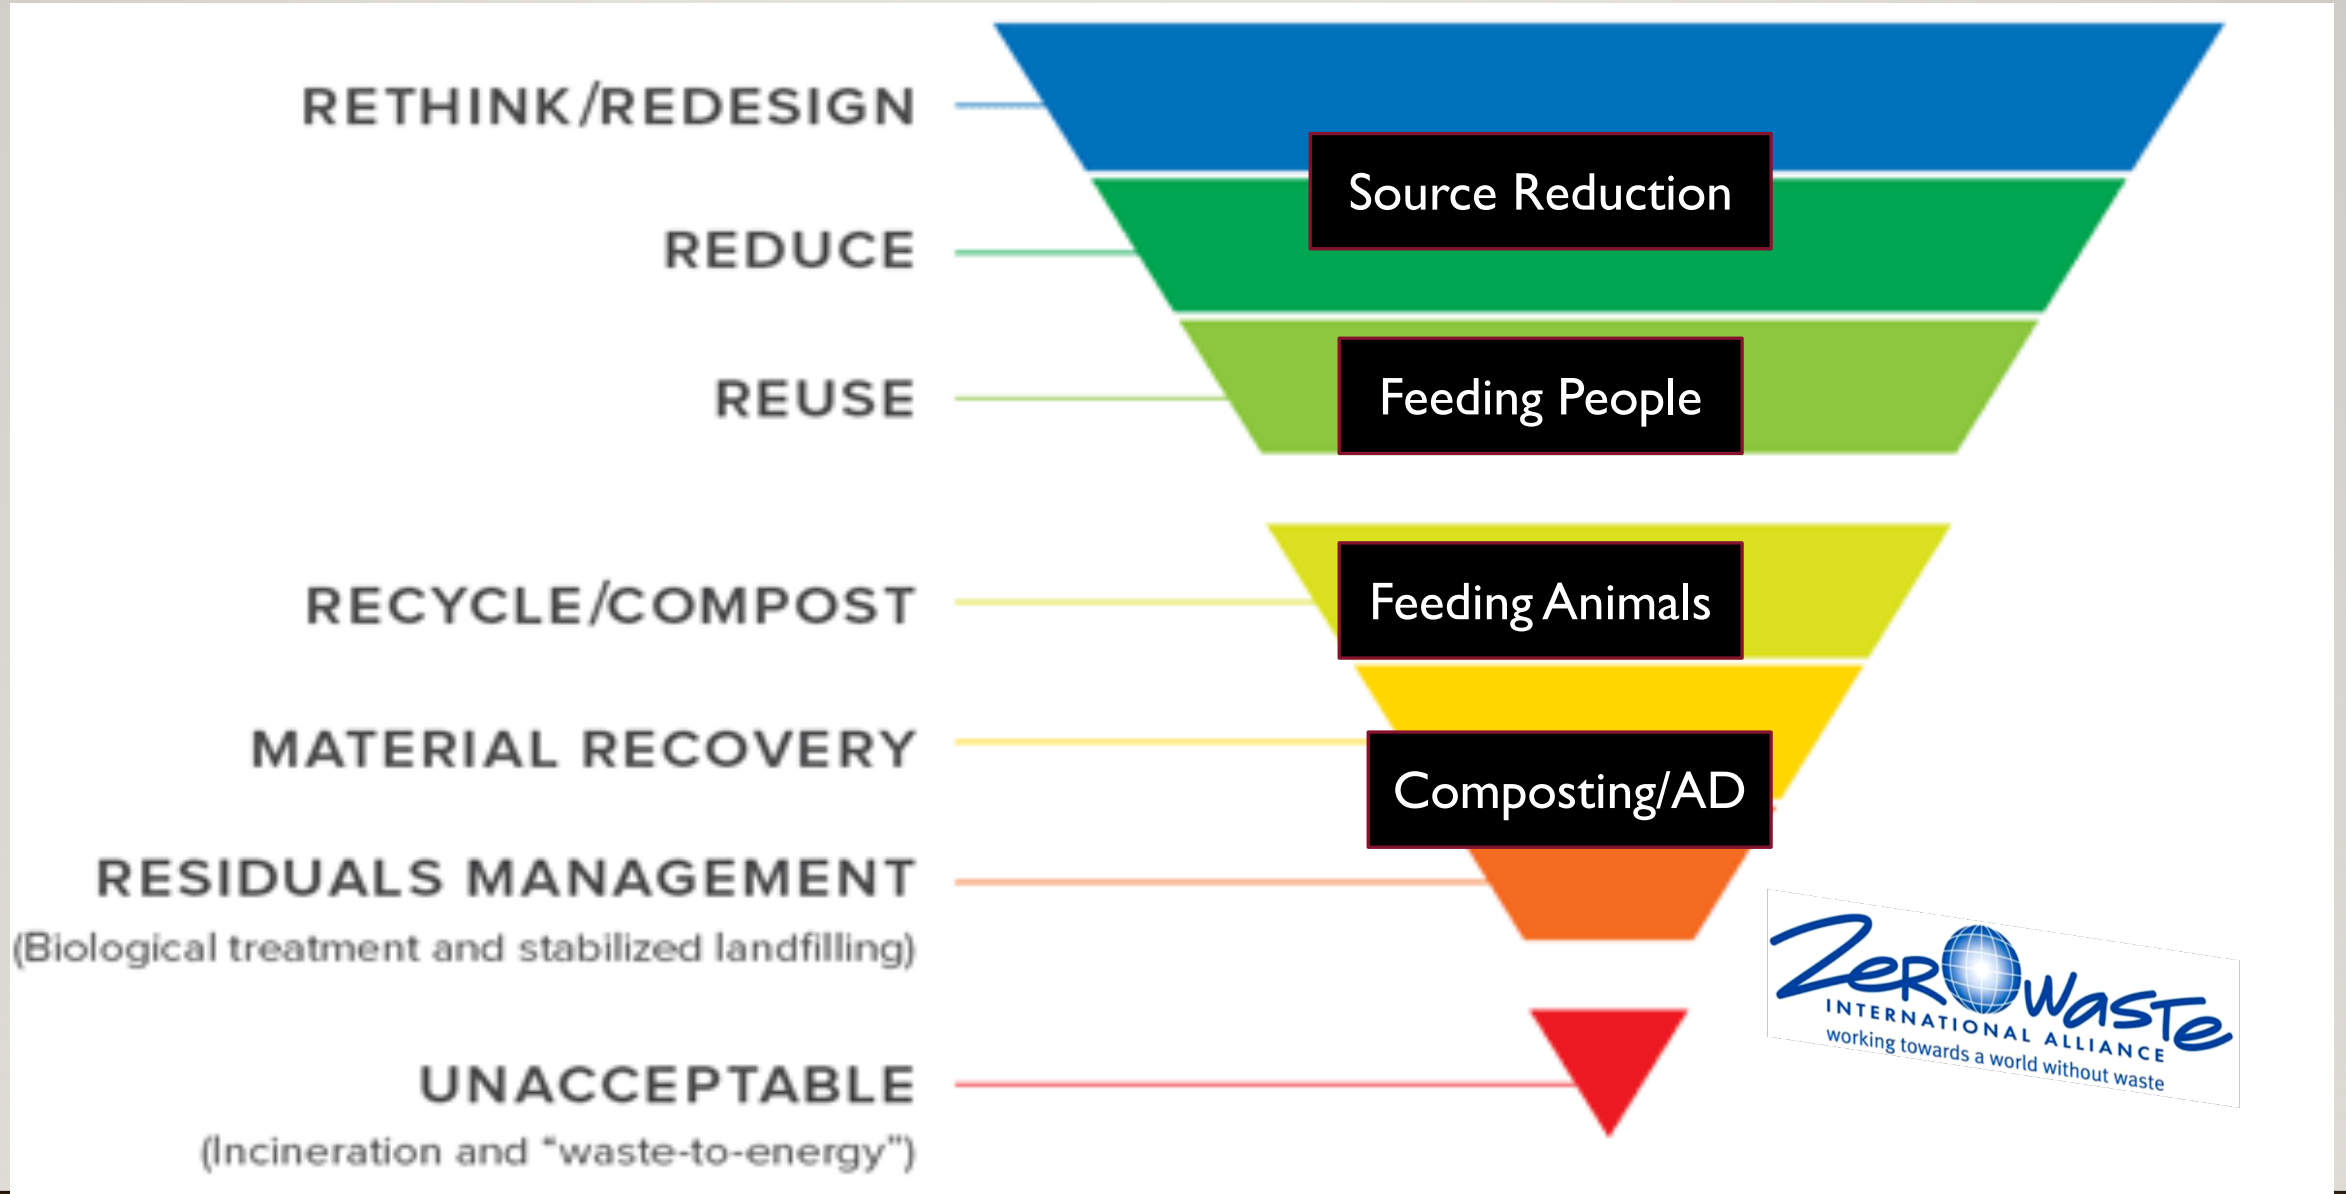 RETHINK/REDESIGN
Source Reduction
REDUCE
REUSE
Feeding People
RECYCLE/COMPOST
Feeding Animals
MATERIAL RECOVERY
Composting/AD
RESIDUALS MANAGEMENT
(Biological treatment and stabilized landfilling)
ZEROWaSTe
INTERNATIONAL ALLIANCE
working towards a world without waste
UNACCEPTABLE
(Incineration and “waste-to-energy”)